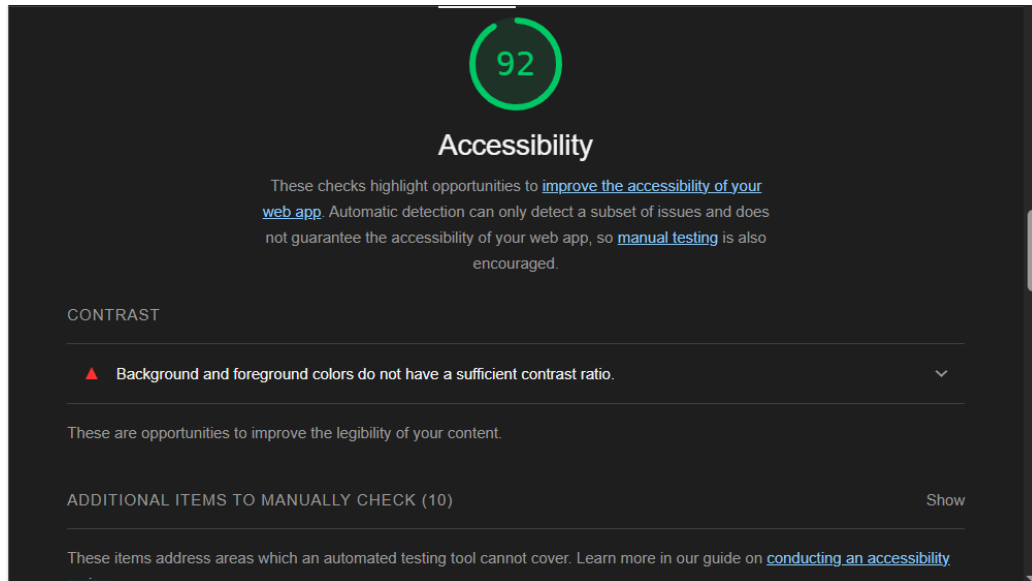 92
Accessibility
These checks highlight opportunities to improve the accessibility of your
web app. Automatic detection can only detect a subset of issues and does
not guarantee the accessibility of your web app, so manual testing is also
encouraged.
CONTRAST
Background and foreground colors do not have a sufficient contrast ratio.
These are opportunities to improve the legibility of your content.
ADDITIONAL ITEMS TO MANUALLY CHECK (10) Show
These items address areas which an automated testing tool cannot cover. Learn more in our guide on conducting an accessibility